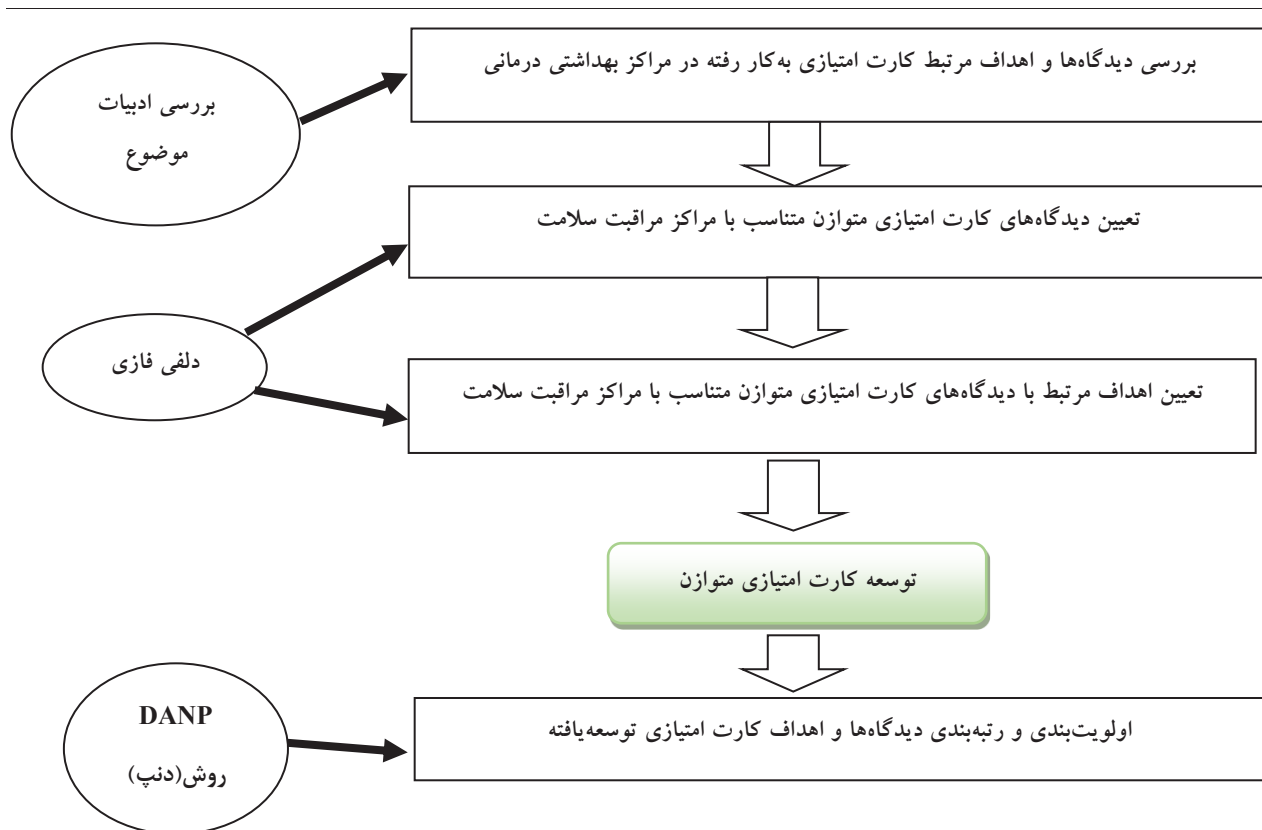 بررسی دیدگاه‌ها و اهداف مرتبط کارت امتیازی به‌کار رفته در مراکز بهداشتی درمانی
بررسی ادبیات
موضوع
تعیین دیدگاه‌های کارت امتیازی متوازن متناسب با مراکز مراقبت سلامت
دلفی فازی
تعیین اهداف مرتبط با دیدگاه‌های کارت امتیازی متوازن متناسب با مراکز مراقبت سلامت
توسعه کارت امتیازی متوازن
اولویت‌بندی و رتبه‌بندی دیدگاه‌ها و اهداف کارت امتیازی توسعه‌یافته
DANP
روش(دنپ)